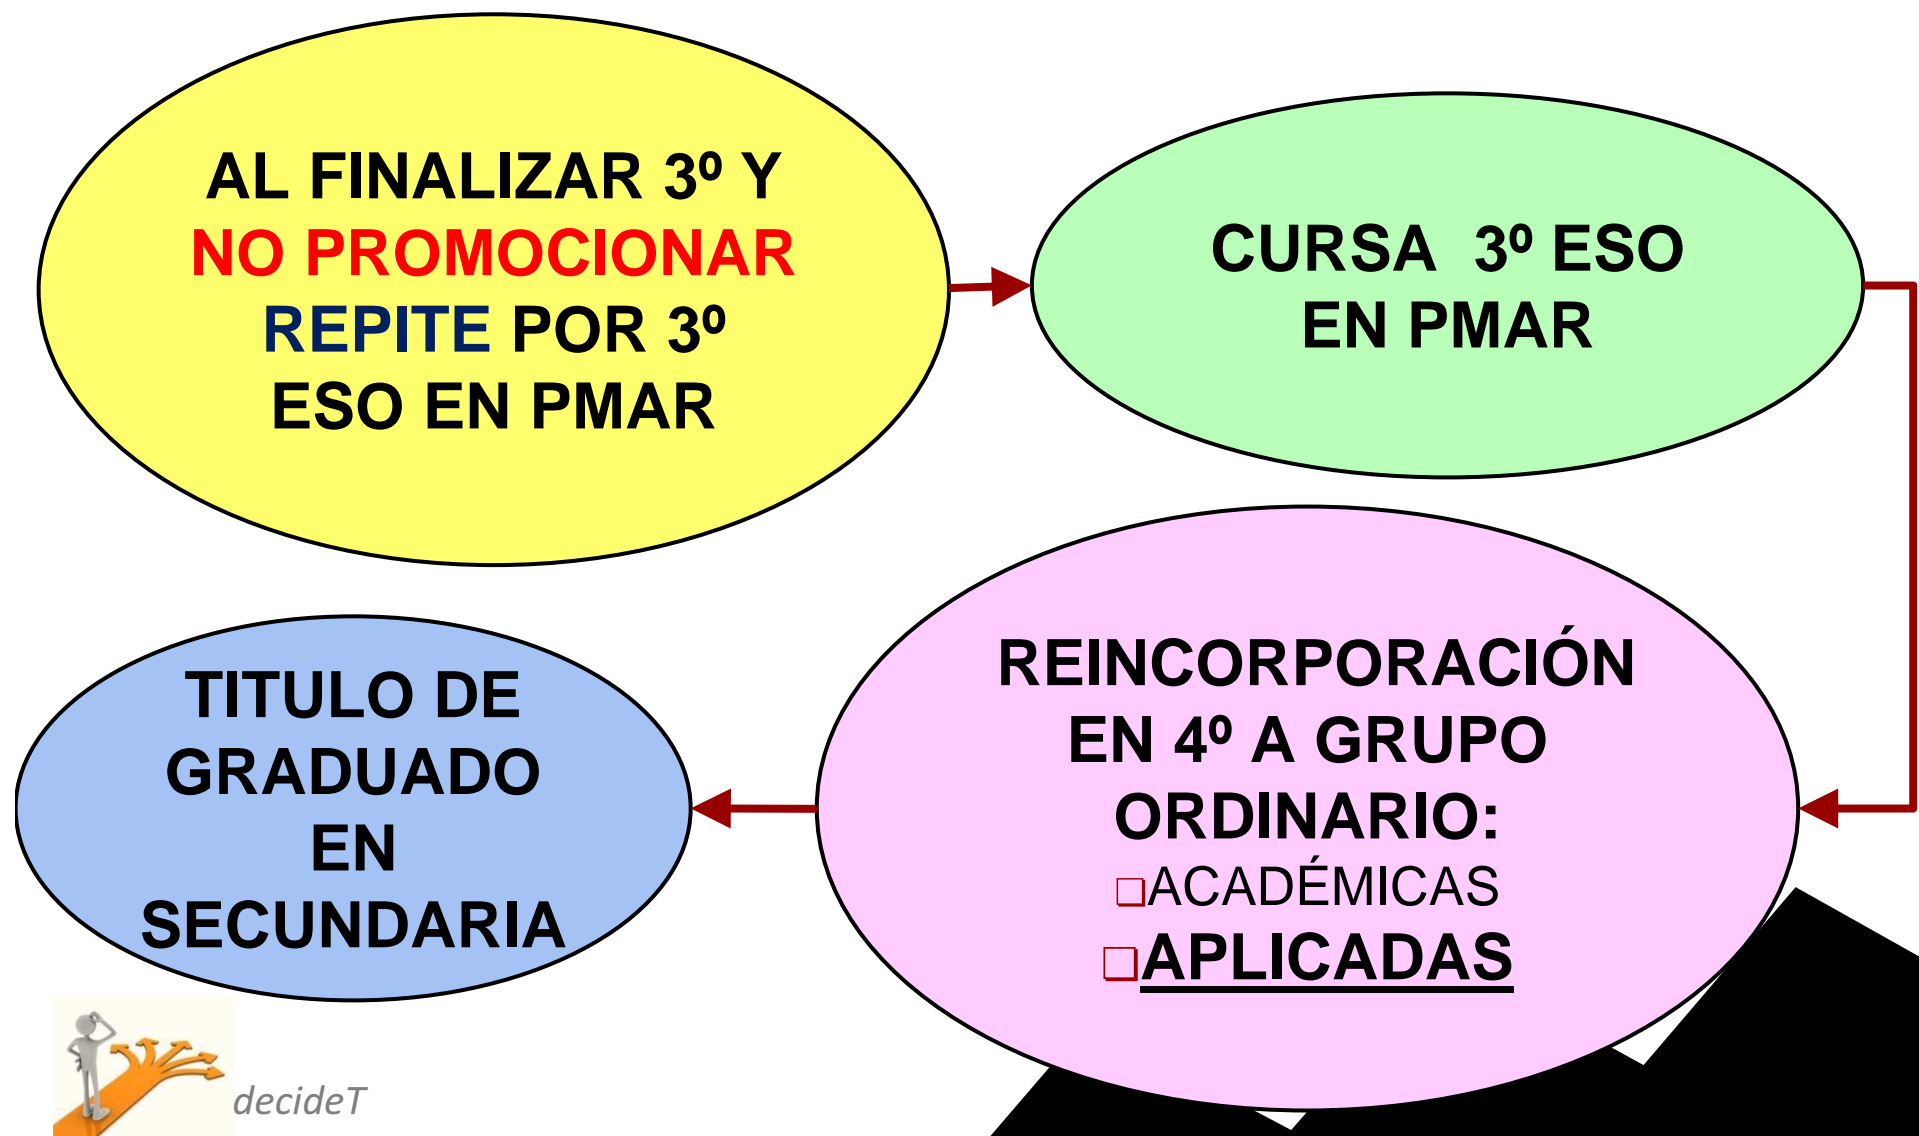 AL FINALIZAR 3º Y
NO PROMOCIONAR
REPITE POR 3º
ESO EN PMAR
CURSA 3º ESO
EN PMAR
REINCORPORACIÓN
EN 4º A GRUPO
ORDINARIO:
❑ACADÉMICAS
❑APLICADAS
TITULO DE
GRADUADO
EN
SECUNDARIA
decideT